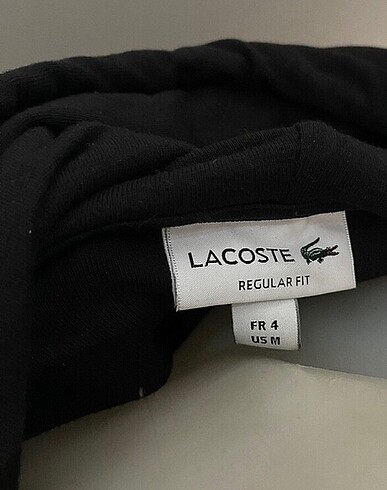 LACOSTE
REGULAR FIT
FR 4
US M